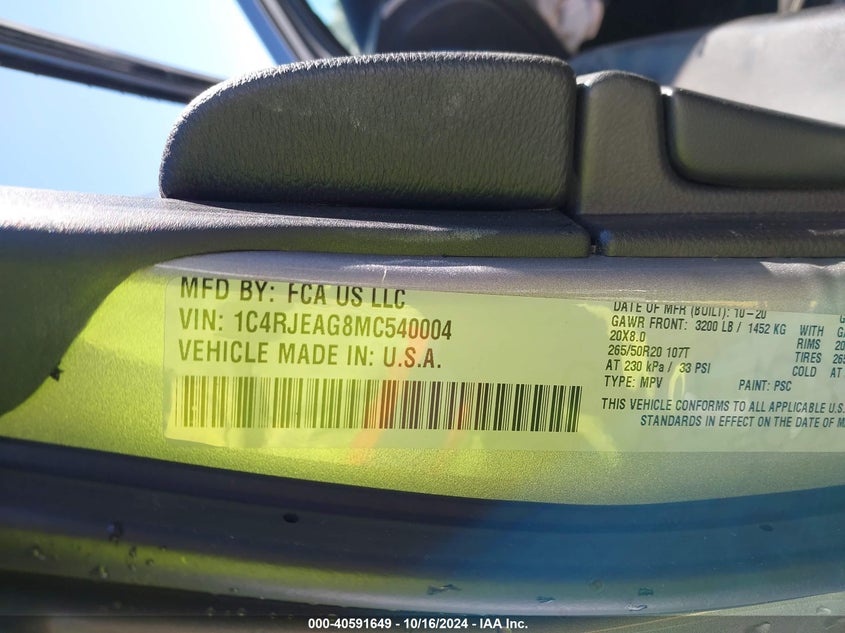 MFD BY: FCA US LLC
VIN: 1C4RJEAG8MC540004
VEHICLE MADE IN: U.S.A.
DATE OF MFR (BUILT): 10-20
GAWR FRONT: 3200 LB / 1452 KG WITH
20X8.0 RIMS 20
265/50R20 107T TIRES 265
AT 230 kPa / 33 PSI COLD AT
TYPE: MPV PAINT: PSC
THIS VEHICLE CONFORMS TO ALL APPLICABLE U.S.
STANDARDS IN EFFECT ON THE DATE OF M
000-40591649 - 10/16/2024 - IAA Inc.